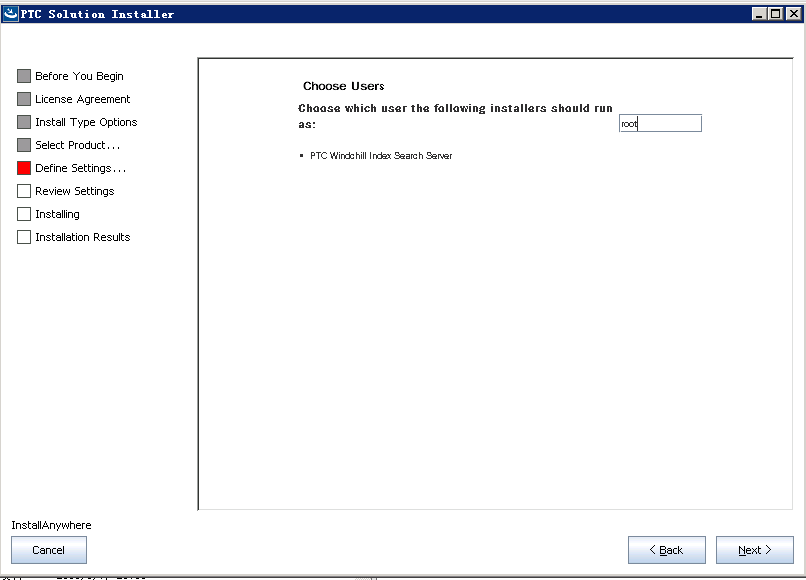 PTC Solution Installer
Before You Begin
License Agreement
Install Type Options
Select Product...
Define Settings...
Review Settings
Installing
Installation Results
Choose Users
Choose which user the following installers should run
as:
root
• PTC Windchill Index Search Server
InstallAnywhere
Cancel
< Back
Next >